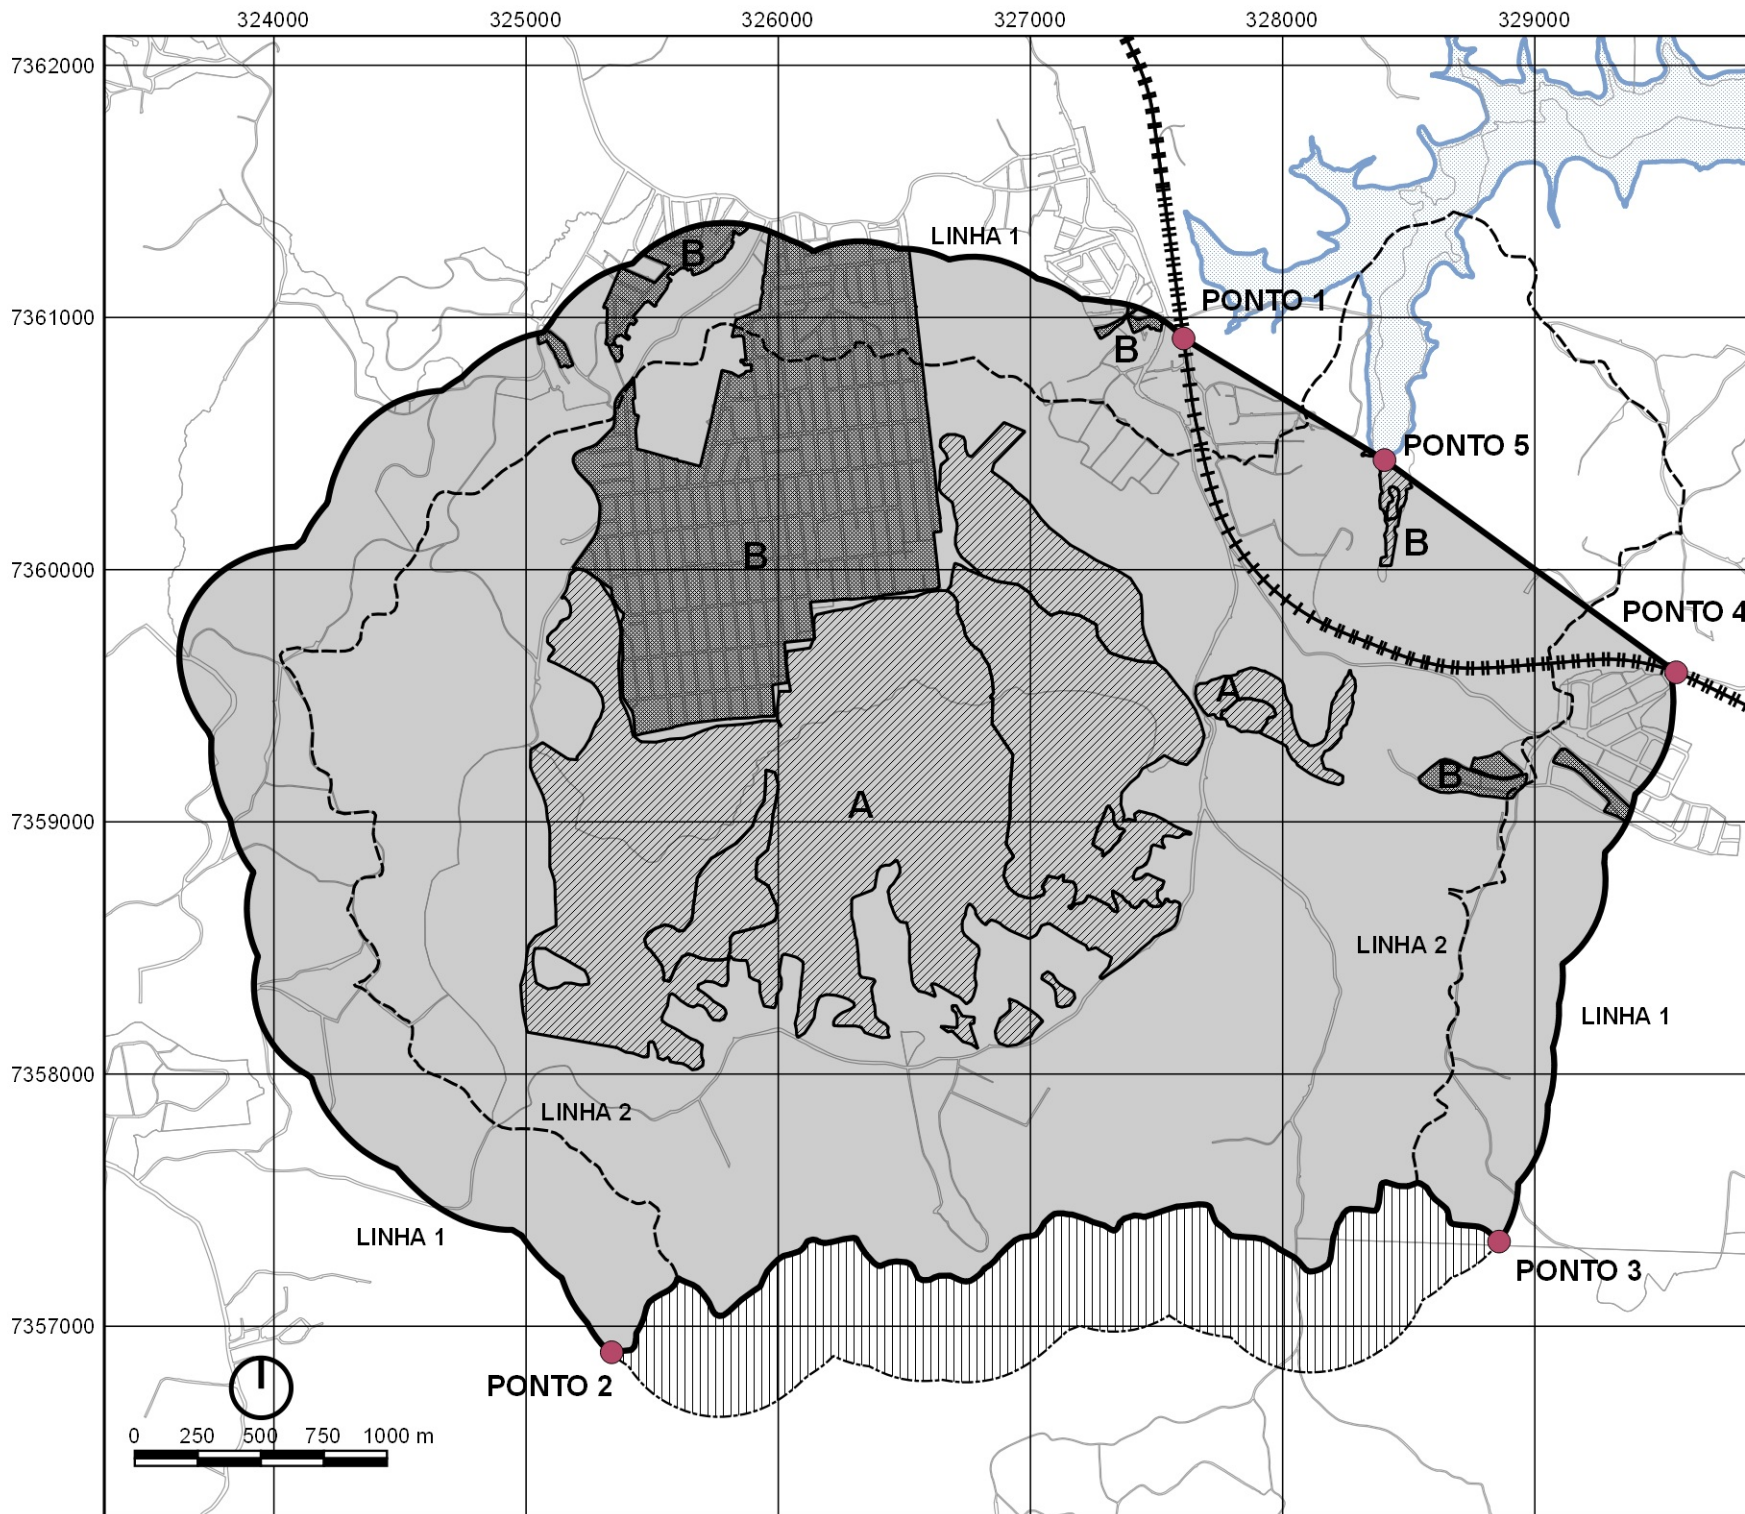 324000 325000 326000 327000 328000 329000
7362000
LINHA 1
B
PONTO 1
7361000
B
PONTO 5
B
B
7360000
PONTO 4
A
B
A
7359000
LINHA 2
LINHA 1
7358000
LINHA 2
LINHA 1
PONTO 3
7357000
PONTO 2
0 250 500 750 1000 m